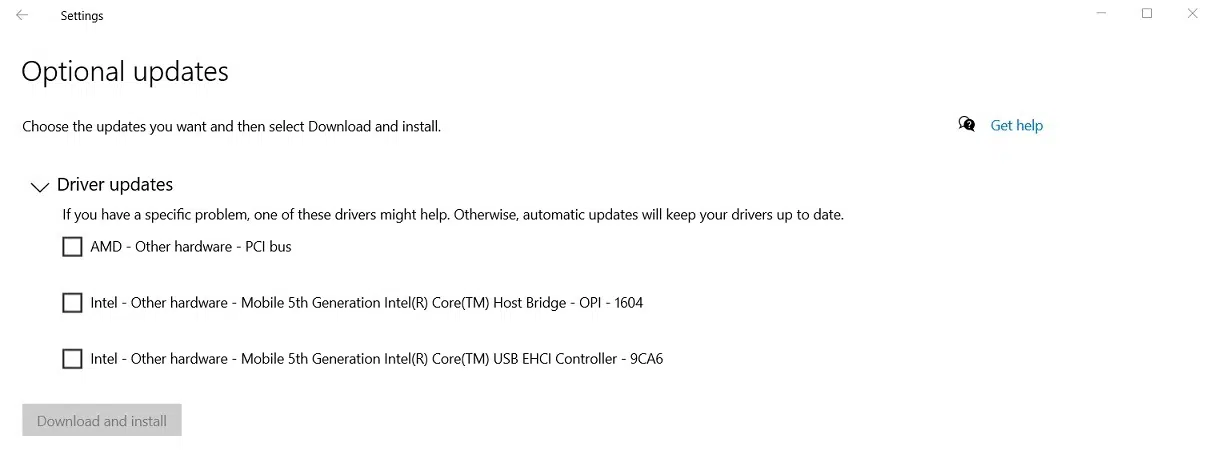 Settings
Optional updates
Choose the updates you want and then select Download and install.
Get help
Driver updates
If you have a specific problem, one of these drivers might help. Otherwise, automatic updates will keep your drivers up to date.
AMD - Other hardware - PCI bus
Intel - Other hardware - Mobile 5th Generation Intel(R) Core(TM) Host Bridge - OPI - 1604
Intel - Other hardware - Mobile 5th Generation Intel(R) Core(TM) USB EHCI Controller - 9CA6
Download and install